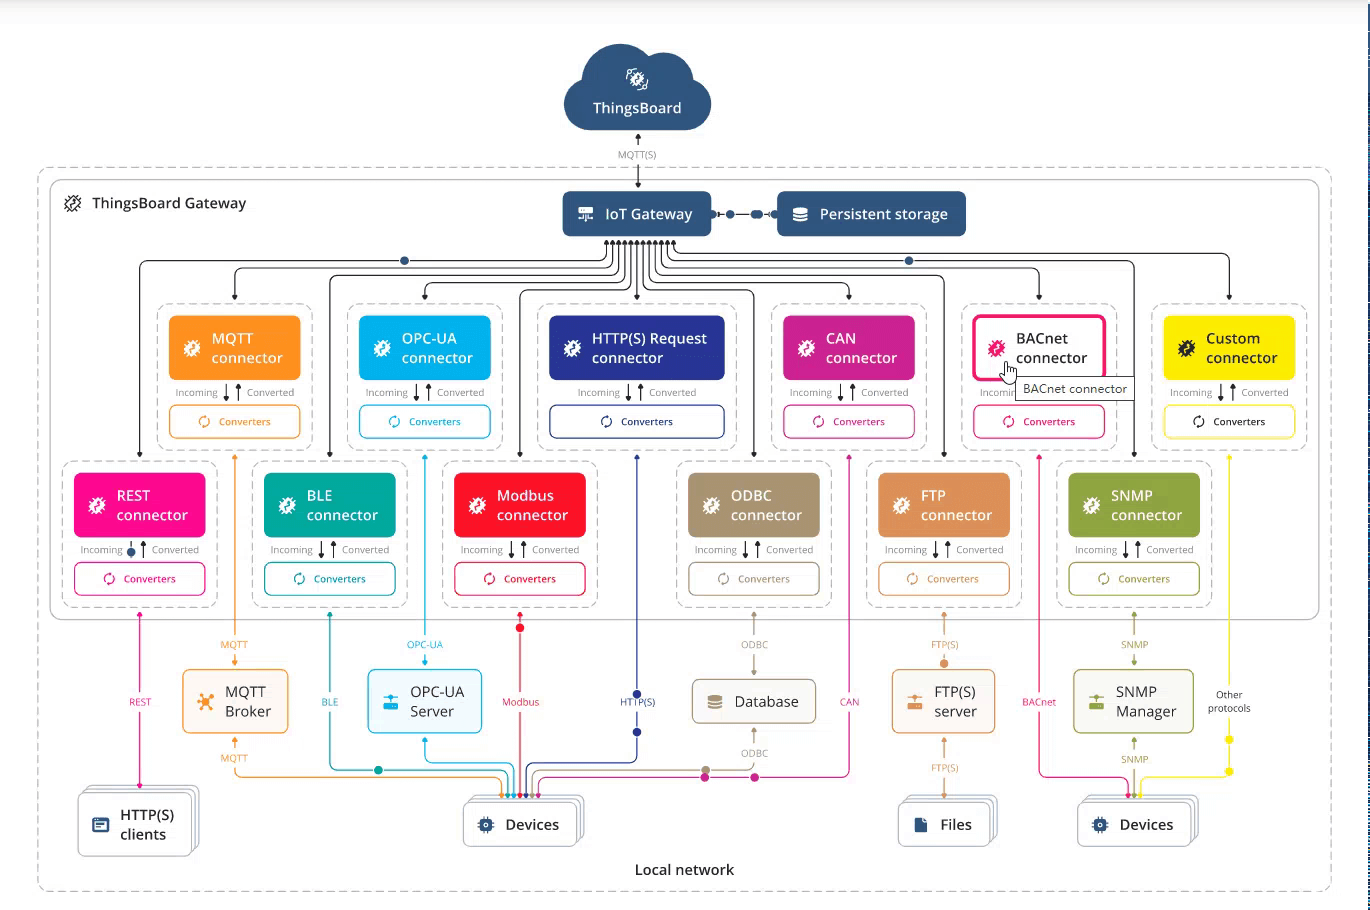 ThingsBoard
MQTT(S)
ThingsBoard Gateway
IoT Gateway
Persistent storage
MQTT
connector
Incoming
Converted
Converters
OPC-UA
connector
Incoming
Converted
Converters
HTTP(S) Request
connector
Incoming
Converted
Converters
CAN
connector
Incoming
Converted
Converters
BACnet
connector
BACnet connector
Converters
Custom
connector
Incoming
Converted
Converters
REST
connector
Incoming
Converted
Converters
BLE
connector
Incoming
Converted
Converters
Modbus
connector
Incoming
Converted
Converters
ODBC
connector
Incoming
Converted
Converters
FTP
connector
Incoming
Converted
Converters
SNMP
connector
Incoming
Converted
Converters
MQTT
OPC-UA
ODBC
FTP(S)
SNMP
REST
MQTT
Broker
BLE
OPC-UA
Server
Modbus
HTTP(S)
Database
CAN
FTP(S)
server
BACnet
SNMP
Manager
Other
protocols
MQTT
ODBC
FTP(S)
SNMP
HTTP(S)
clients
Devices
Files
Devices
Local network